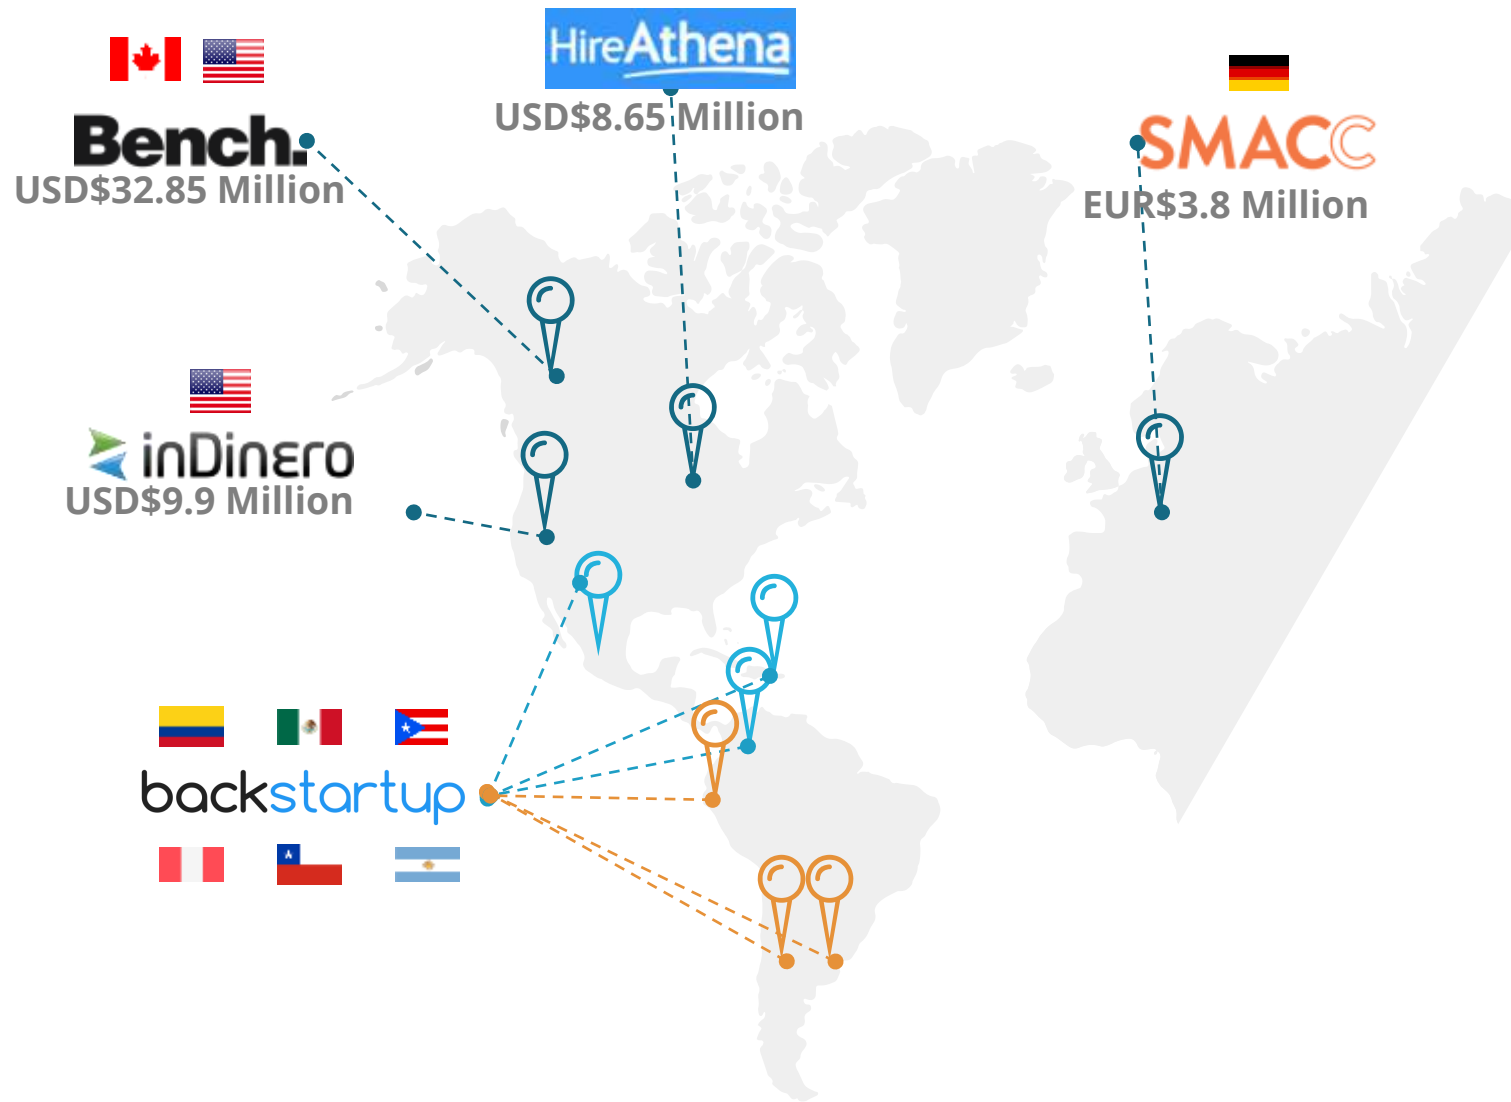 HireAthena
USD$8.65 Million
Bench.
USD$32.85 Million
SMACC
EUR$3.8 Million
inDinero
USD$9.9 Million
backstartup